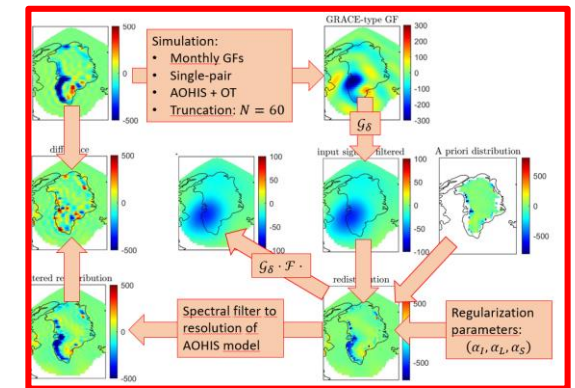 500
0
-500
Simulation:
• Monthly GFs
• Single-pair
• AOHIS + OT
• Truncation: N = 60
GRACE-type GF
300
200
100
0
-100
-200
-300
𝒢δ
500
0
-500
100
50
0
-50
-100
input sig filtered
100
50
0
-50
-100
A priori distribution
500
0
-500
𝒢δ · ℱ ·
500
0
-500
Spectral filter to
resolution of
AOHIS model
500
0
-500
Regularization
parameters:
(αI, αL, αS)